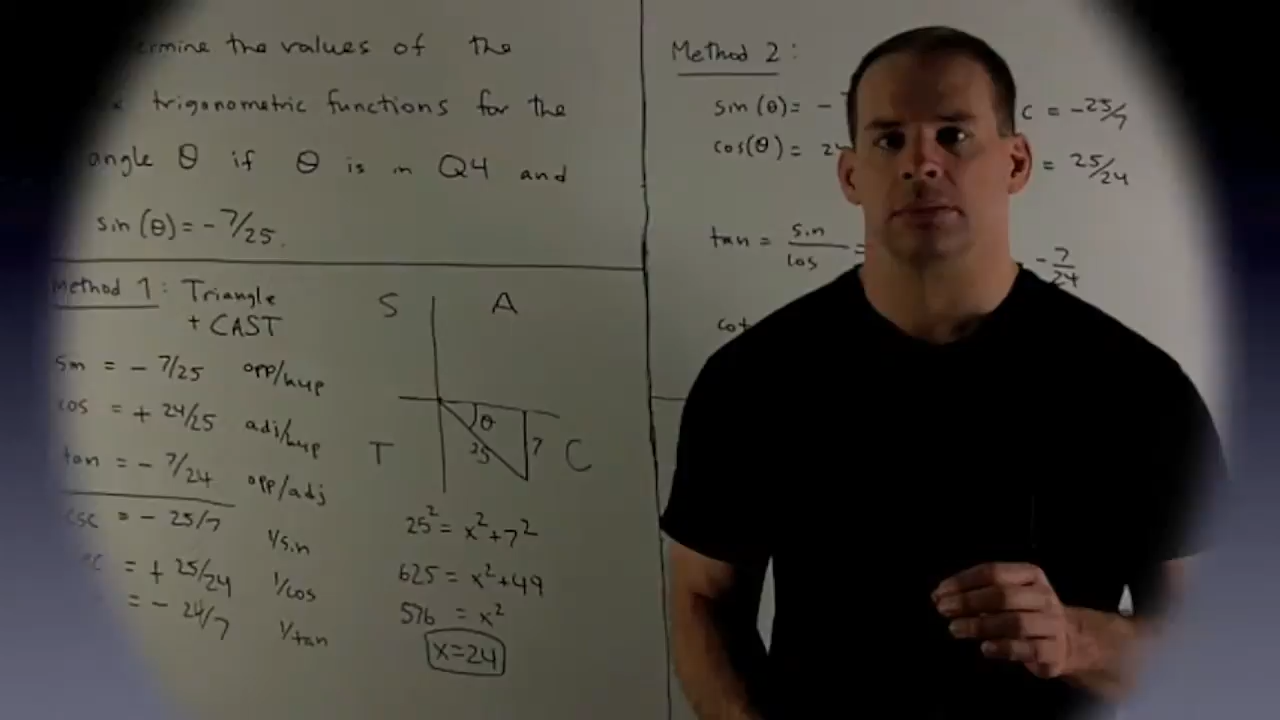 the values of the
trigonometric functions for the
angle θ if θ is in Q4 and
sin(θ) = -7/25.
Method 1: Triangle
+ CAST
sin = -7/25 opp/hyp
cos = + 24/25 adj/hyp
tan = -7/24 opp/adj
csc = -25/7 1/sin
= + 25/24 1/cos
= - 24/7 1/tan
S A
θ
25 7
T C
25² = x²+7²
625 = x²+49
576 = x²
x=24
Method 2:
sin(θ) = - = -25/7
cos(θ) = = 25/24
tan = sin/cos = -7/24
cot